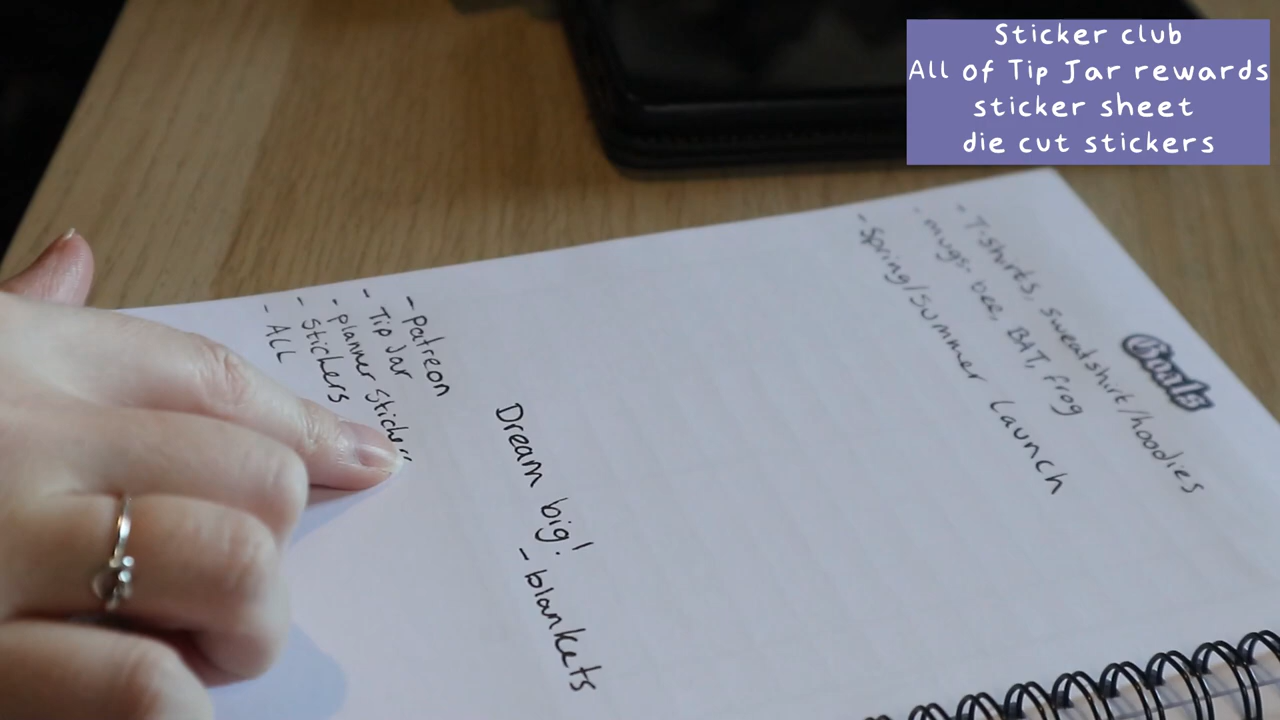 Sticker club
All of Tip Jar rewards
sticker sheet
die cut stickers
Goals
- T-shirts, sweatshirt/hoodies
- mugs- bee, BAT, frog
- Spring/Summer Launch
Dream big!
- blankets
- Patreon
- Tip Jar
- planner Stickers
- Stickers
- ALL